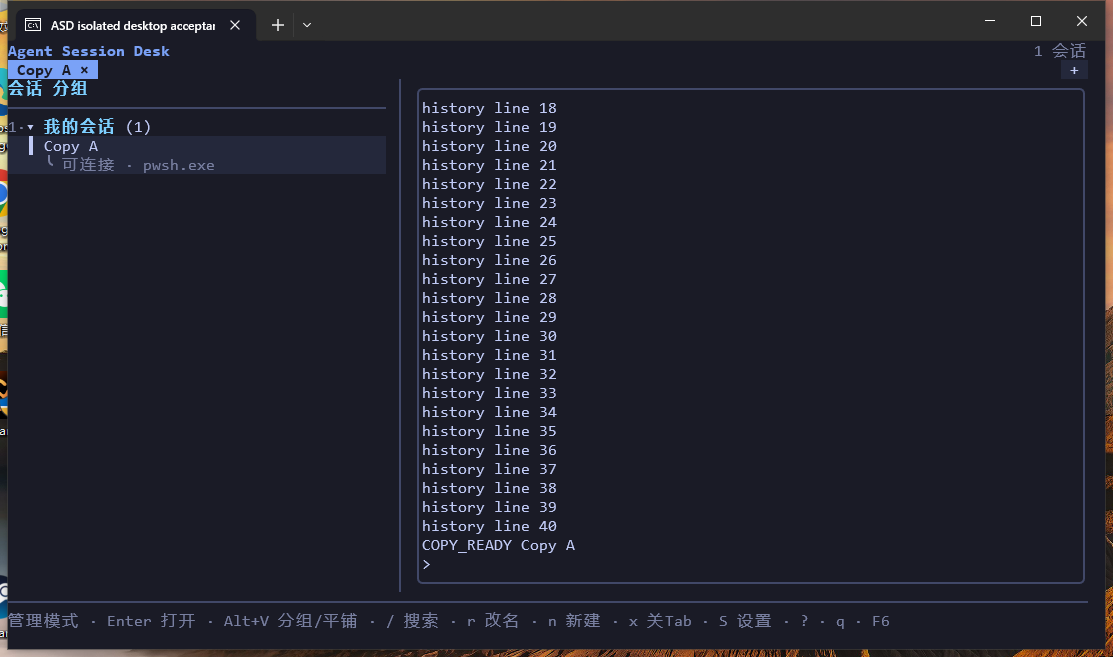 ASD isolated desktop acceptar
Agent Session Desk
1 会话
Copy A ×
+
会话 分组
1·▾ 我的会话 (1)
Copy A
╰ 可连接 · pwsh.exe
history line 18
history line 19
history line 20
history line 21
history line 22
history line 23
history line 24
history line 25
history line 26
history line 27
history line 28
history line 29
history line 30
history line 31
history line 32
history line 33
history line 34
history line 35
history line 36
history line 37
history line 38
history line 39
history line 40
COPY_READY Copy A
>
管理模式 · Enter 打开 · Alt+V 分组/平铺 · / 搜索 · r 改名 · n 新建 · x 关Tab · S 设置 · ? · q · F6